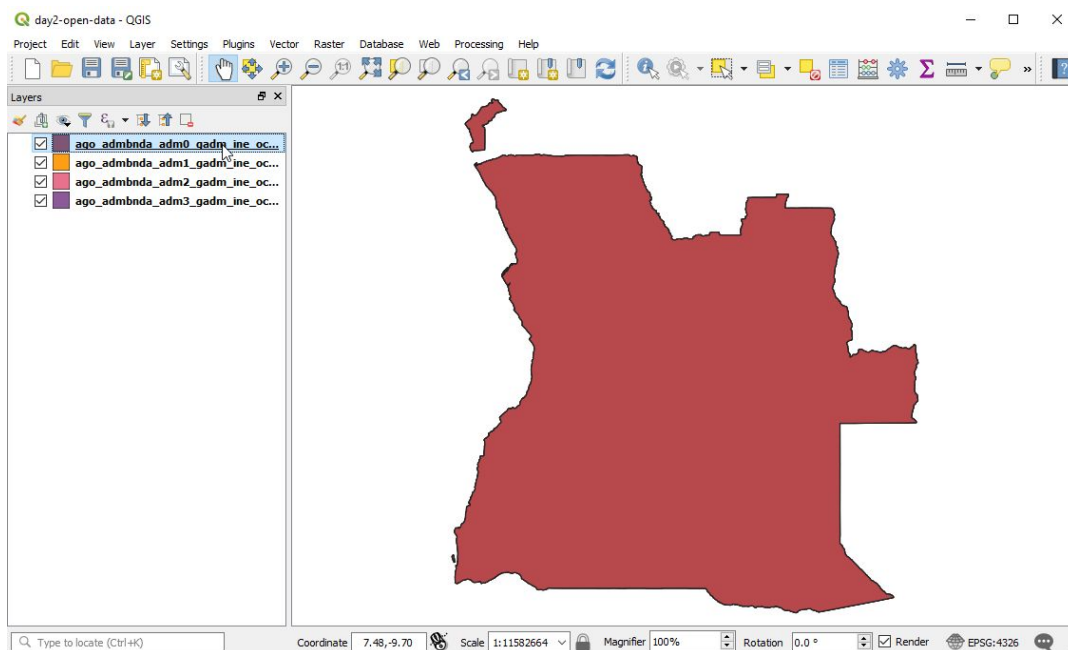 day2-open-data - QGIS
Project Edit View Layer Settings Plugins Vector Raster Database Web Processing Help
Layers
ago_admbnda_adm0_gadm_ine_oc...
ago_admbnda_adm1_gadm_ine_oc...
ago_admbnda_adm2_gadm_ine_oc...
ago_admbnda_adm3_gadm_ine_oc...
Type to locate (Ctrl+K) Coordinate 7.48,-9.70 Scale 1:11582664 Magnifier 100% Rotation 0.0 ° Render EPSG:4326